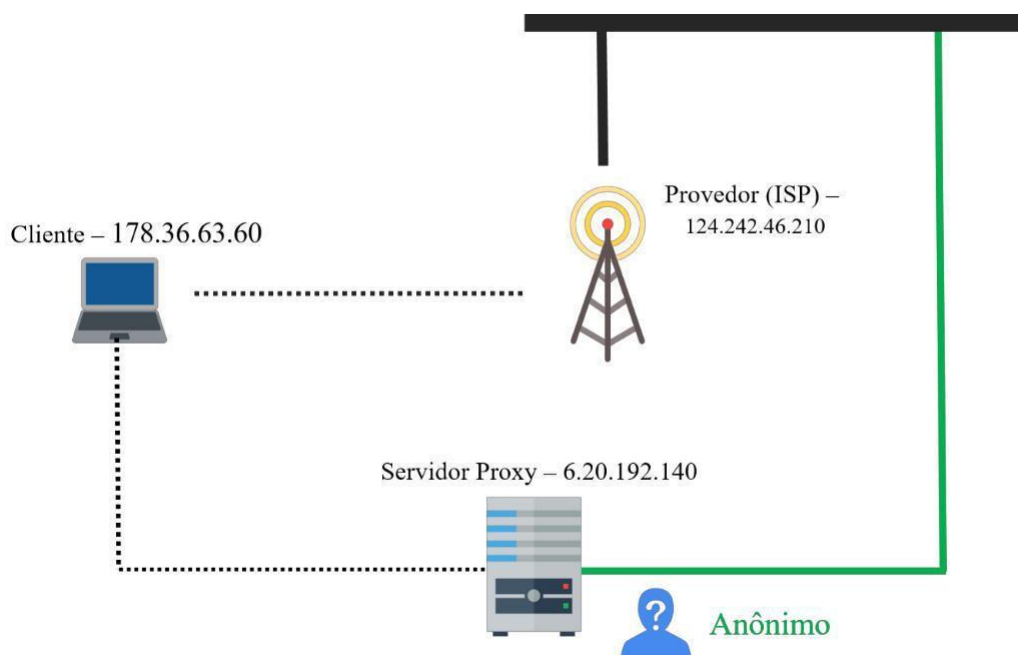 Provedor (ISP) –
124.242.46.210
Cliente – 178.36.63.60
Servidor Proxy – 6.20.192.140
?
Anônimo